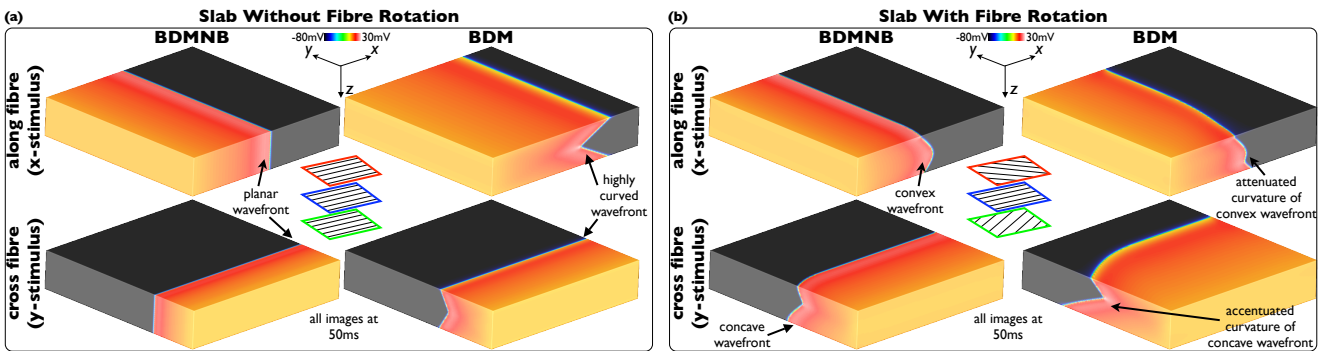 (a)
Slab Without Fibre Rotation
BDMNB
-80mV
30mV
BDM
y
x
z
along fibre
(x-stimulus)
planar
wavefront
highly
curved
wavefront
cross fibre
(y-stimulus)
all images at
50ms
(b)
Slab With Fibre Rotation
BDMNB
-80mV
30mV
BDM
y
x
z
along fibre
(x-stimulus)
convex
wavefront
attenuated
curvature of
convex wavefront
cross fibre
(y-stimulus)
concave
wavefront
all images at
50ms
accentuated
curvature of
concave wavefront